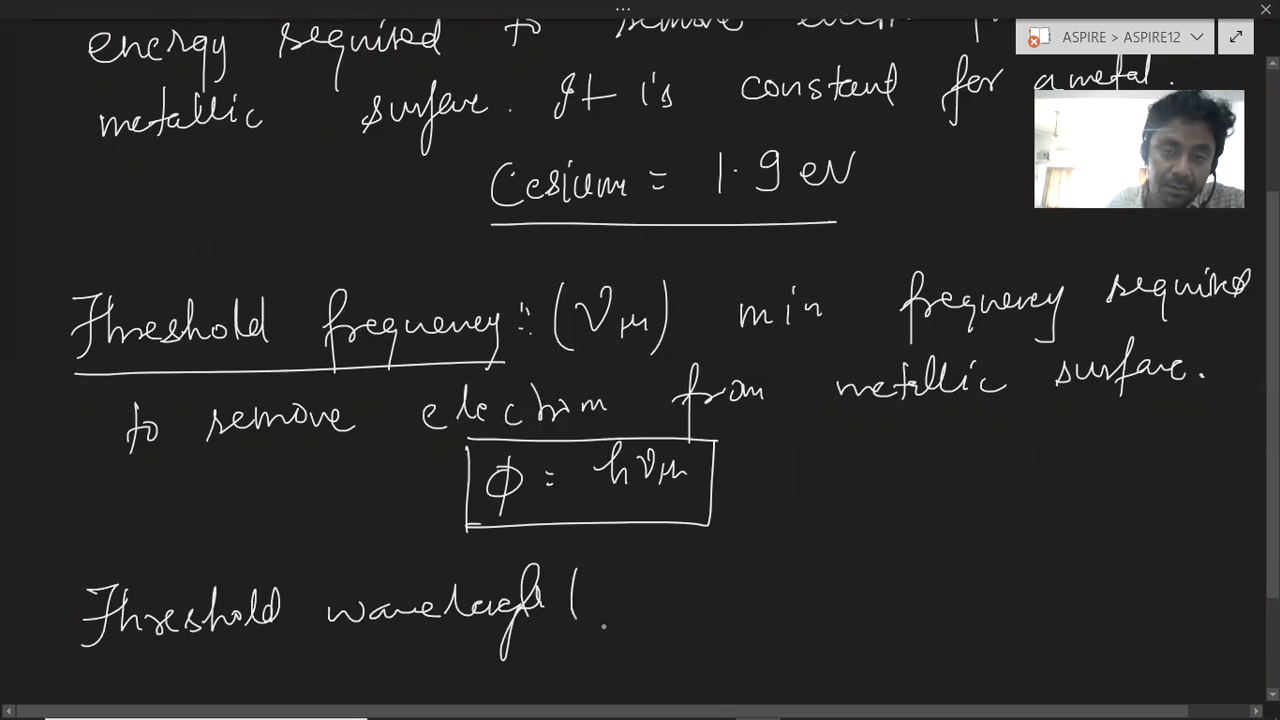 energy required to remove
ASPIRE > ASPIRE12
metallic surface. It is constant for a metal.
Cesium = 1.9 eV
Threshold frequency :: (νth) min frequency required
to remove electron from metallic surface.
ϕ = hνth
Threshold wavelength (